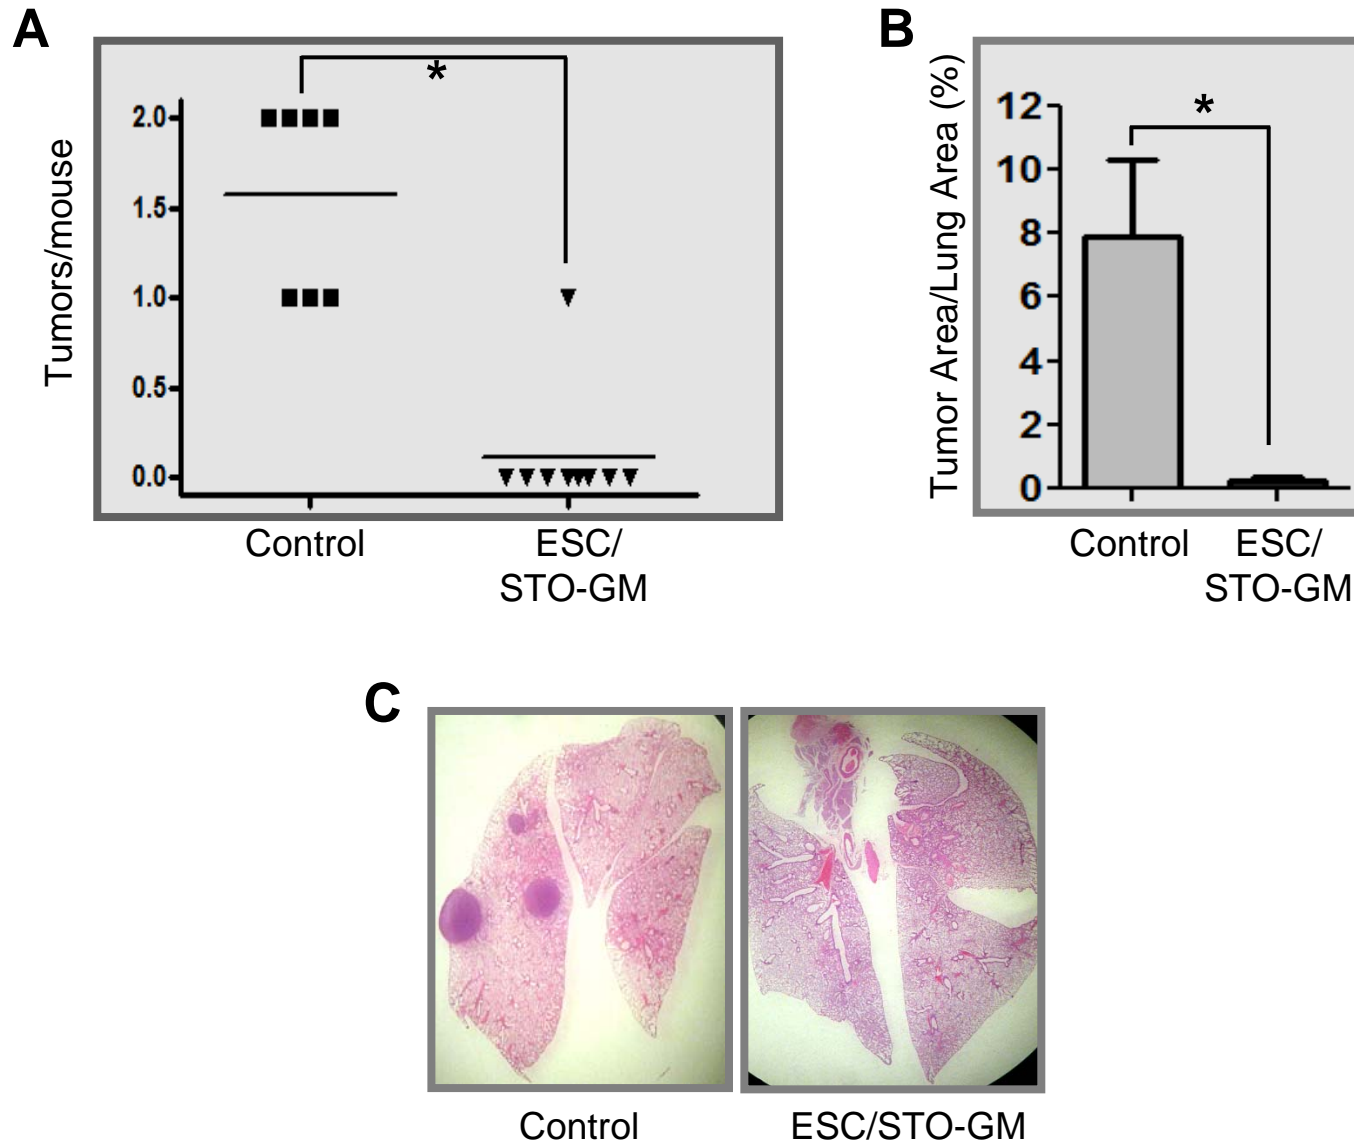 A
Tumors/mouse
*
2.0
1.5
1.0
0.5
0.0
Control
ESC/
STO-GM
B
Tumor Area/Lung Area (%)
*
12
10
8
6
4
2
0
Control
ESC/
STO-GM
C
Control
ESC/STO-GM